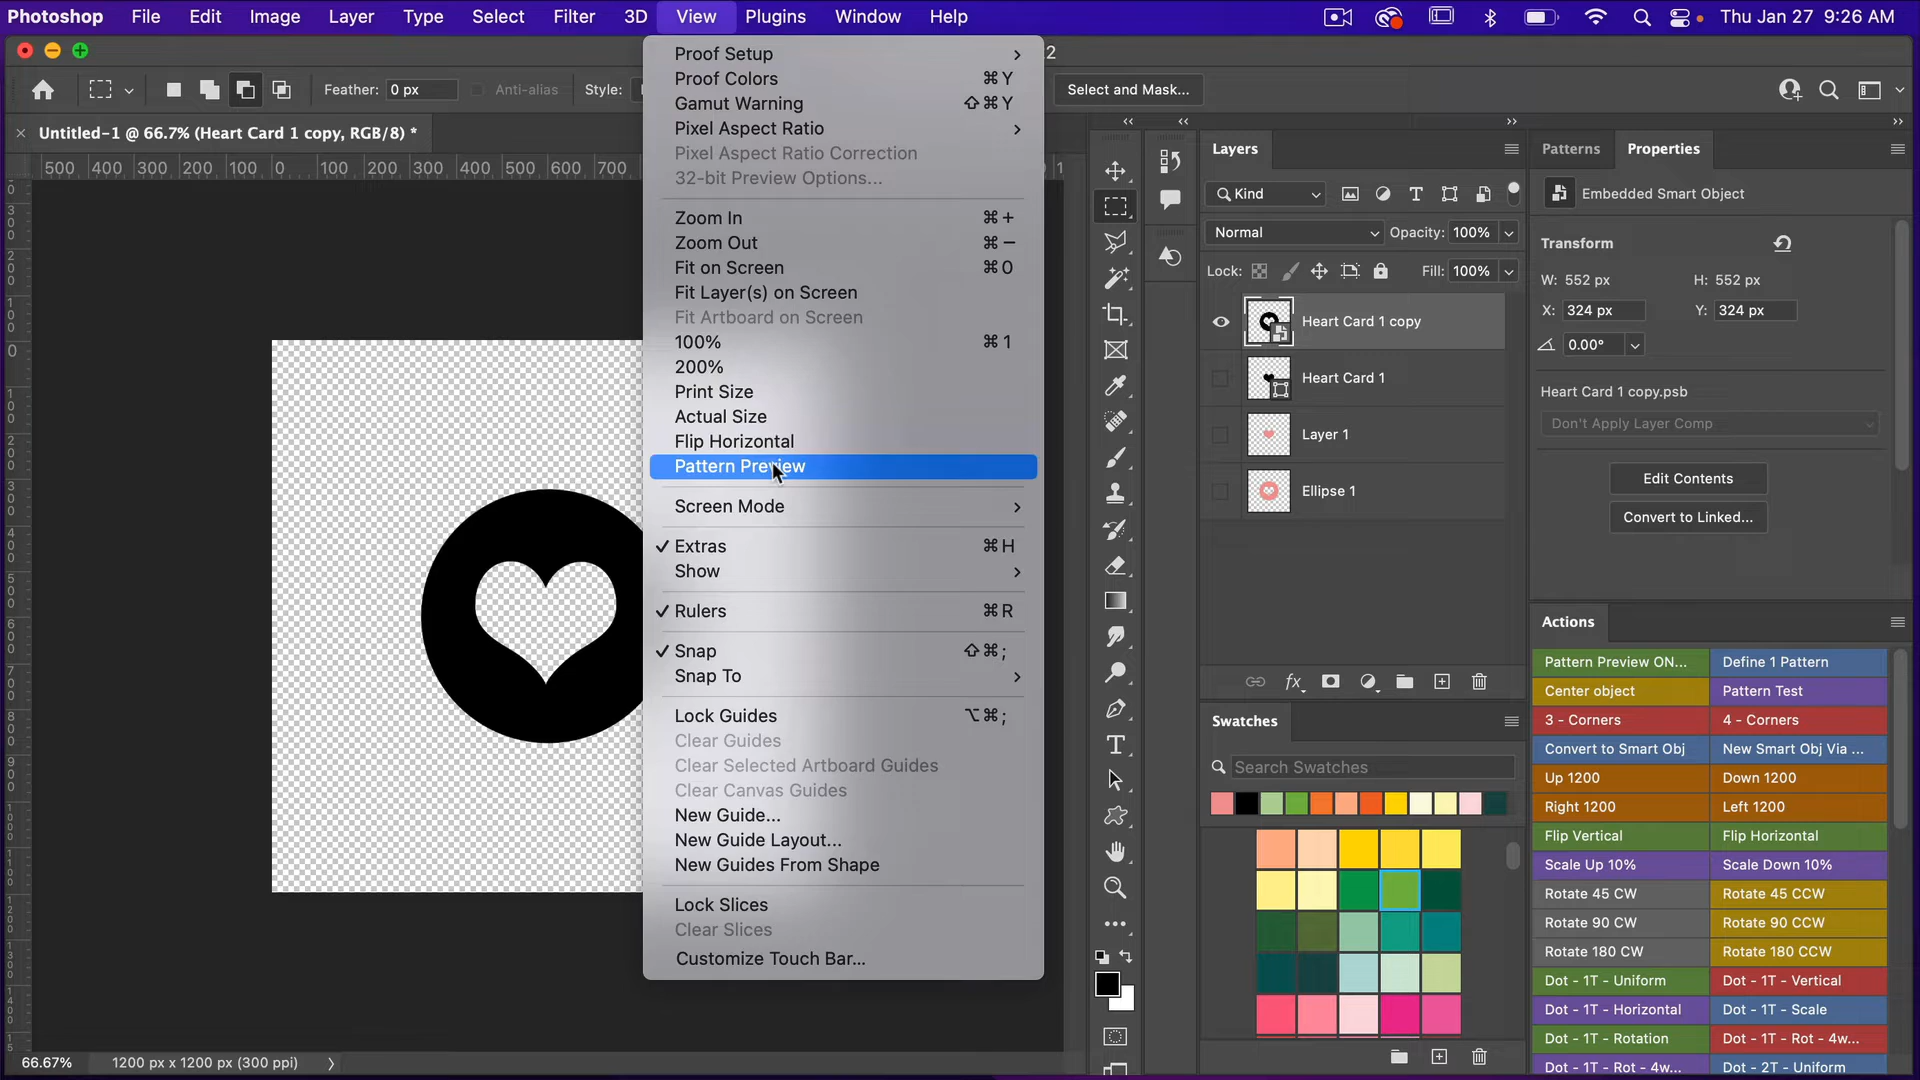 Photoshop File Edit Image Layer Type Select Filter 3D View Plugins Window Help Thu Jan 27 9:26 AM
2
Feather: 0 px Anti-alias Style: Select and Mask...
Untitled-1 @ 66.7% (Heart Card 1 copy, RGB/8) *
500 400 300 200 100 0 100 200 300 400 500 600 700
Proof Setup
Proof Colors ⌘Y
Gamut Warning ⇧⌘Y
Pixel Aspect Ratio
Pixel Aspect Ratio Correction
32-bit Preview Options...
Zoom In ⌘+
Zoom Out ⌘−
Fit on Screen ⌘0
Fit Layer(s) on Screen
Fit Artboard on Screen
100% ⌘1
200%
Print Size
Actual Size
Flip Horizontal
Pattern Preview
Screen Mode
Extras ⌘H
Show
Rulers ⌘R
Snap ⇧⌘;
Snap To
Lock Guides ⌥⌘;
Clear Guides
Clear Selected Artboard Guides
Clear Canvas Guides
New Guide...
New Guide Layout...
New Guides From Shape
Lock Slices
Clear Slices
Customize Touch Bar...
Layers
Kind
Normal Opacity: 100%
Lock: Fill: 100%
Heart Card 1 copy
Heart Card 1
Layer 1
Ellipse 1
Swatches
Search Swatches
Patterns Properties
Embedded Smart Object
Transform
W: 552 px H: 552 px
X: 324 px Y: 324 px
0.00°
Heart Card 1 copy.psb
Don't Apply Layer Comp
Edit Contents
Convert to Linked...
Actions
Pattern Preview ON... Define 1 Pattern
Center object Pattern Test
3 - Corners 4 - Corners
Convert to Smart Obj New Smart Obj Via ...
Up 1200 Down 1200
Right 1200 Left 1200
Flip Vertical Flip Horizontal
Scale Up 10% Scale Down 10%
Rotate 45 CW Rotate 45 CCW
Rotate 90 CW Rotate 90 CCW
Rotate 180 CW Rotate 180 CCW
Dot - 1T - Uniform Dot - 1T - Vertical
Dot - 1T - Horizontal Dot - 1T - Scale
Dot - 1T - Rotation Dot - 1T - Rot - 4w...
Dot - 1T - Rot - 4w... Dot - 2T - Uniform
66.67% 1200 px x 1200 px (300 ppi)